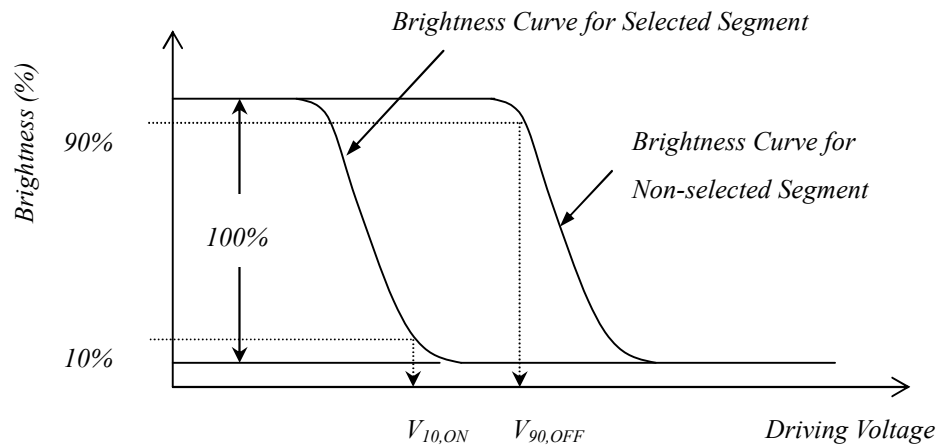 Brightness Curve for Selected Segment
Brightness (%)
90%
Brightness Curve for
Non-selected Segment
100%
10%
V10,ON
V90,OFF
Driving Voltage